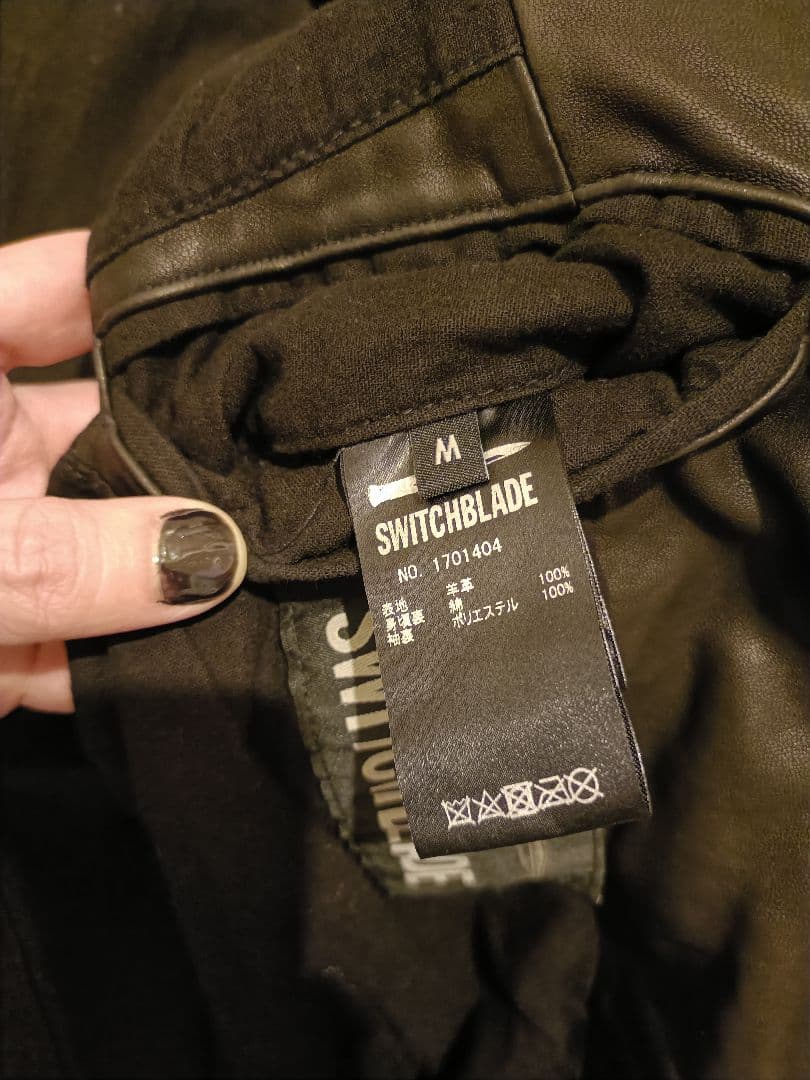 M
SWITCHBLADE
NO. 1701404
表地 羊革 100%
身頃裏 綿 100%
袖裏 ポリエステル
SWITCHBLADE